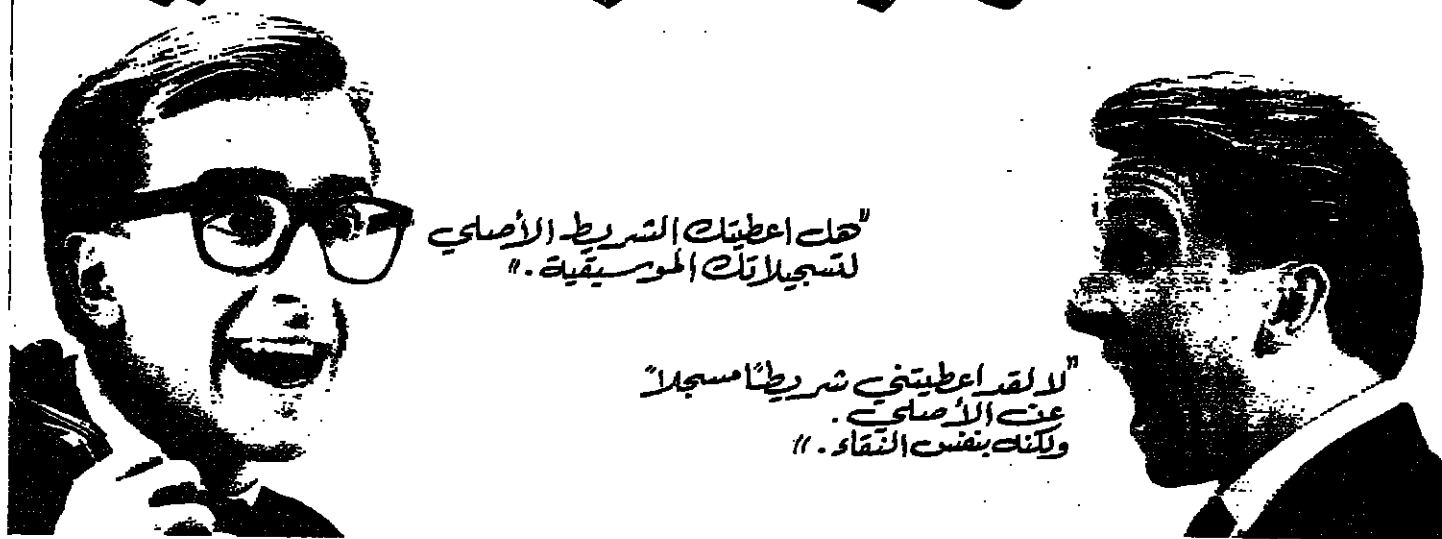 "هل اعطيتك الشريط الأصلي
لتسجيلاتك الموسيقية."
"لا لقد اعطيتني شريطاً مسجلاً
عن الأصلي.
ولكنه بنفس النقاء."